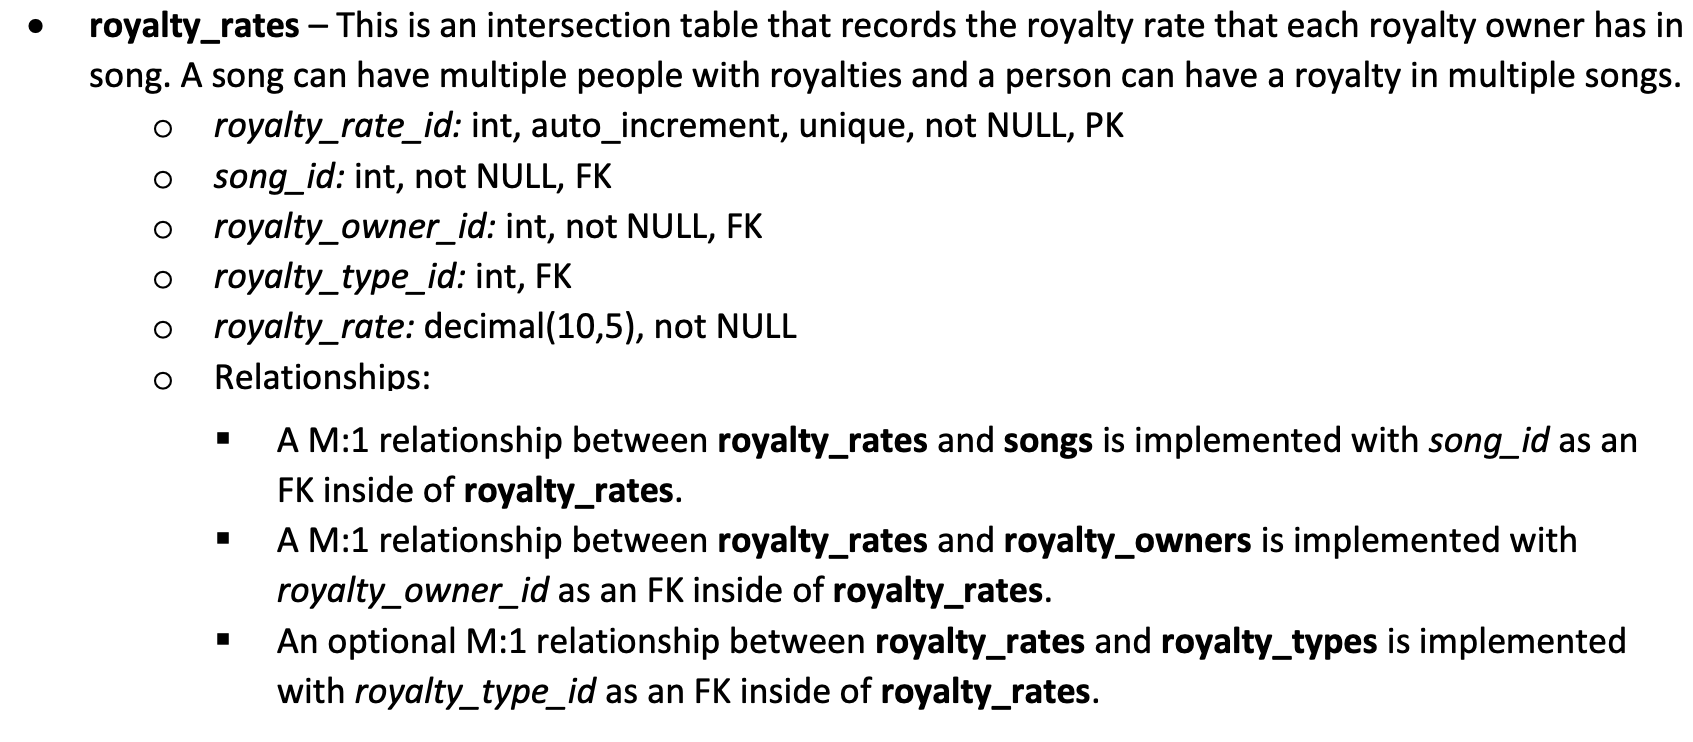 • royalty_rates – This is an intersection table that records the royalty rate that each royalty owner has in
song. A song can have multiple people with royalties and a person can have a royalty in multiple songs.
o royalty_rate_id: int, auto_increment, unique, not NULL, PK
o song_id: int, not NULL, FK
o royalty_owner_id: int, not NULL, FK
o royalty_type_id: int, FK
o royalty_rate: decimal(10,5), not NULL
o Relationships:
▪ A M:1 relationship between royalty_rates and songs is implemented with song_id as an
FK inside of royalty_rates.
▪ A M:1 relationship between royalty_rates and royalty_owners is implemented with
royalty_owner_id as an FK inside of royalty_rates.
▪ An optional M:1 relationship between royalty_rates and royalty_types is implemented
with royalty_type_id as an FK inside of royalty_rates.